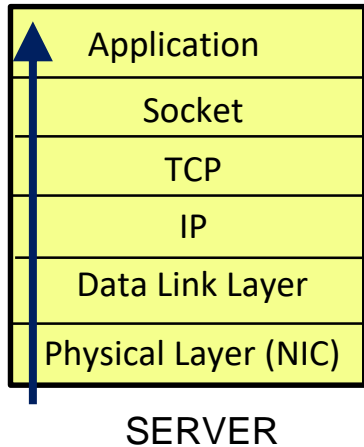 Application
Socket
TCP
IP
Data Link Layer
Physical Layer (NIC)
SERVER